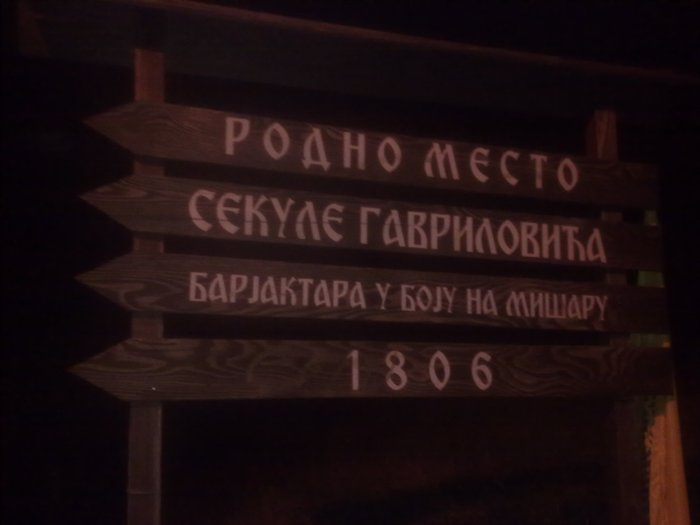 РОДНО МЕСТО
СЕКУЛЕ ГАВРИЛОВИЋА
БАРЈАКТАРА У БОЈУ НА МИШАРУ
1806